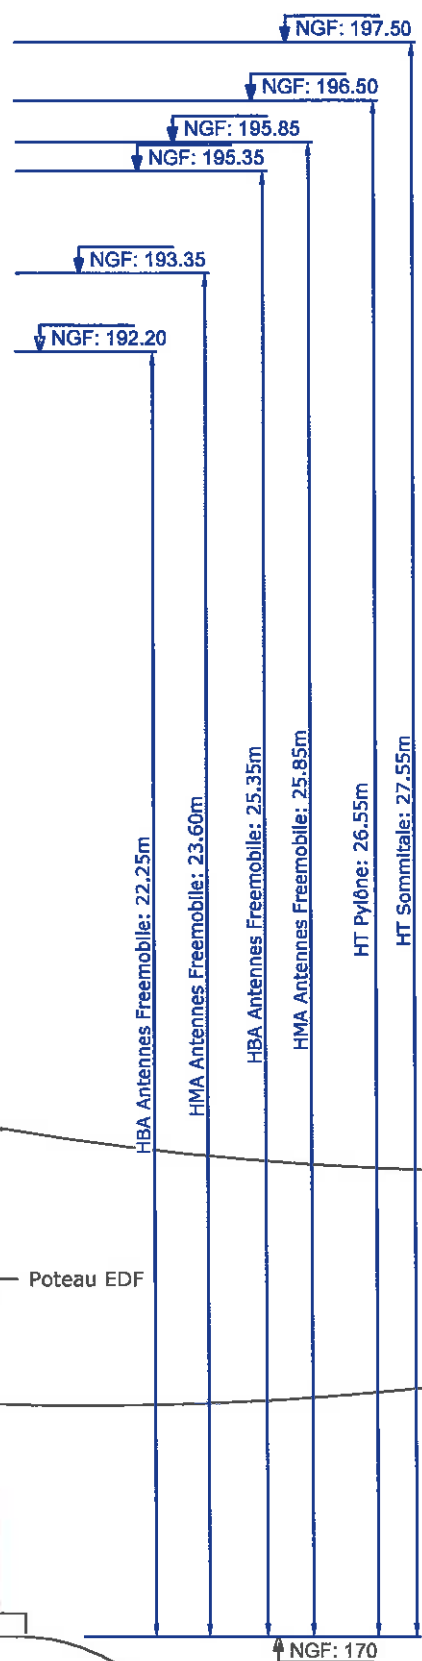 NGF: 197.50
NGF: 196.50
NGF: 195.85
NGF: 195.35
NGF: 193.35
NGF: 192.20
HBA Antennes Freemobile: 22.25m
HMA Antennes Freemobile: 23.60m
HBA Antennes Freemobile: 25.35m
HMA Antennes Freemobile: 25.85m
HT Pylône: 26.55m
HT Sommitale: 27.55m
Poteau EDF
NGF: 170